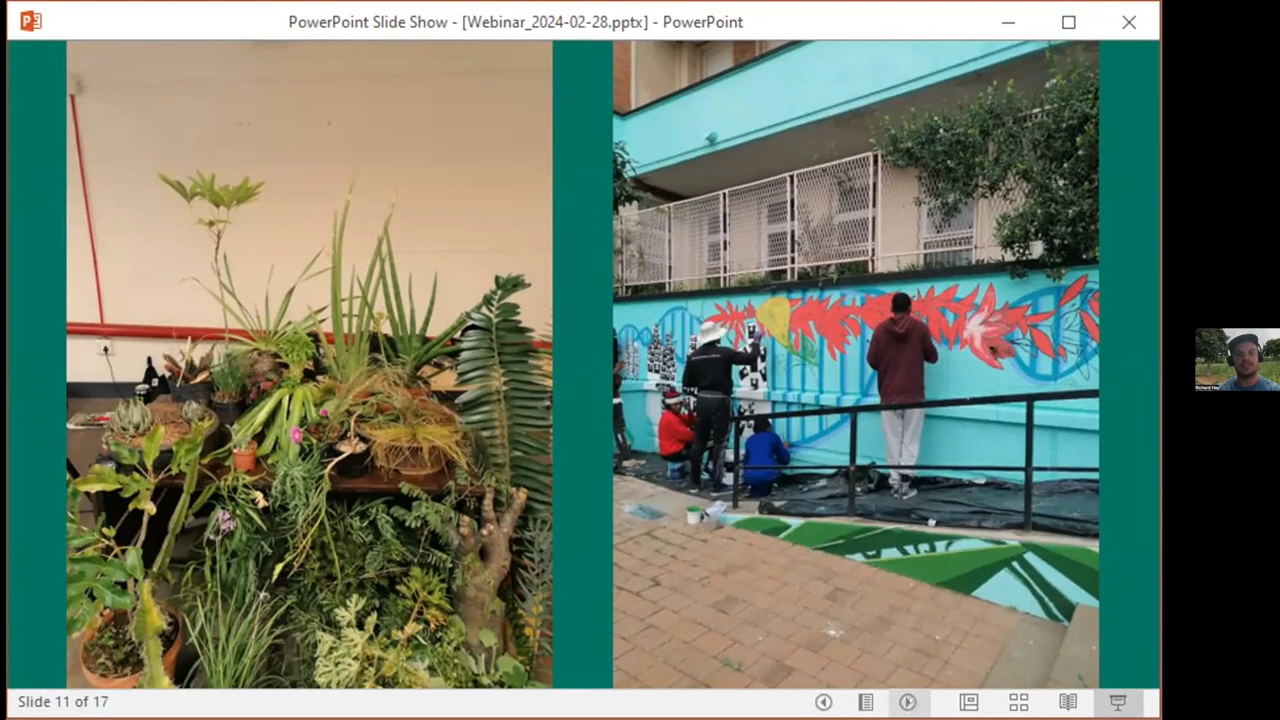 PowerPoint Slide Show - [Webinar_2024-02-28.pptx] - PowerPoint
Slide 11 of 17